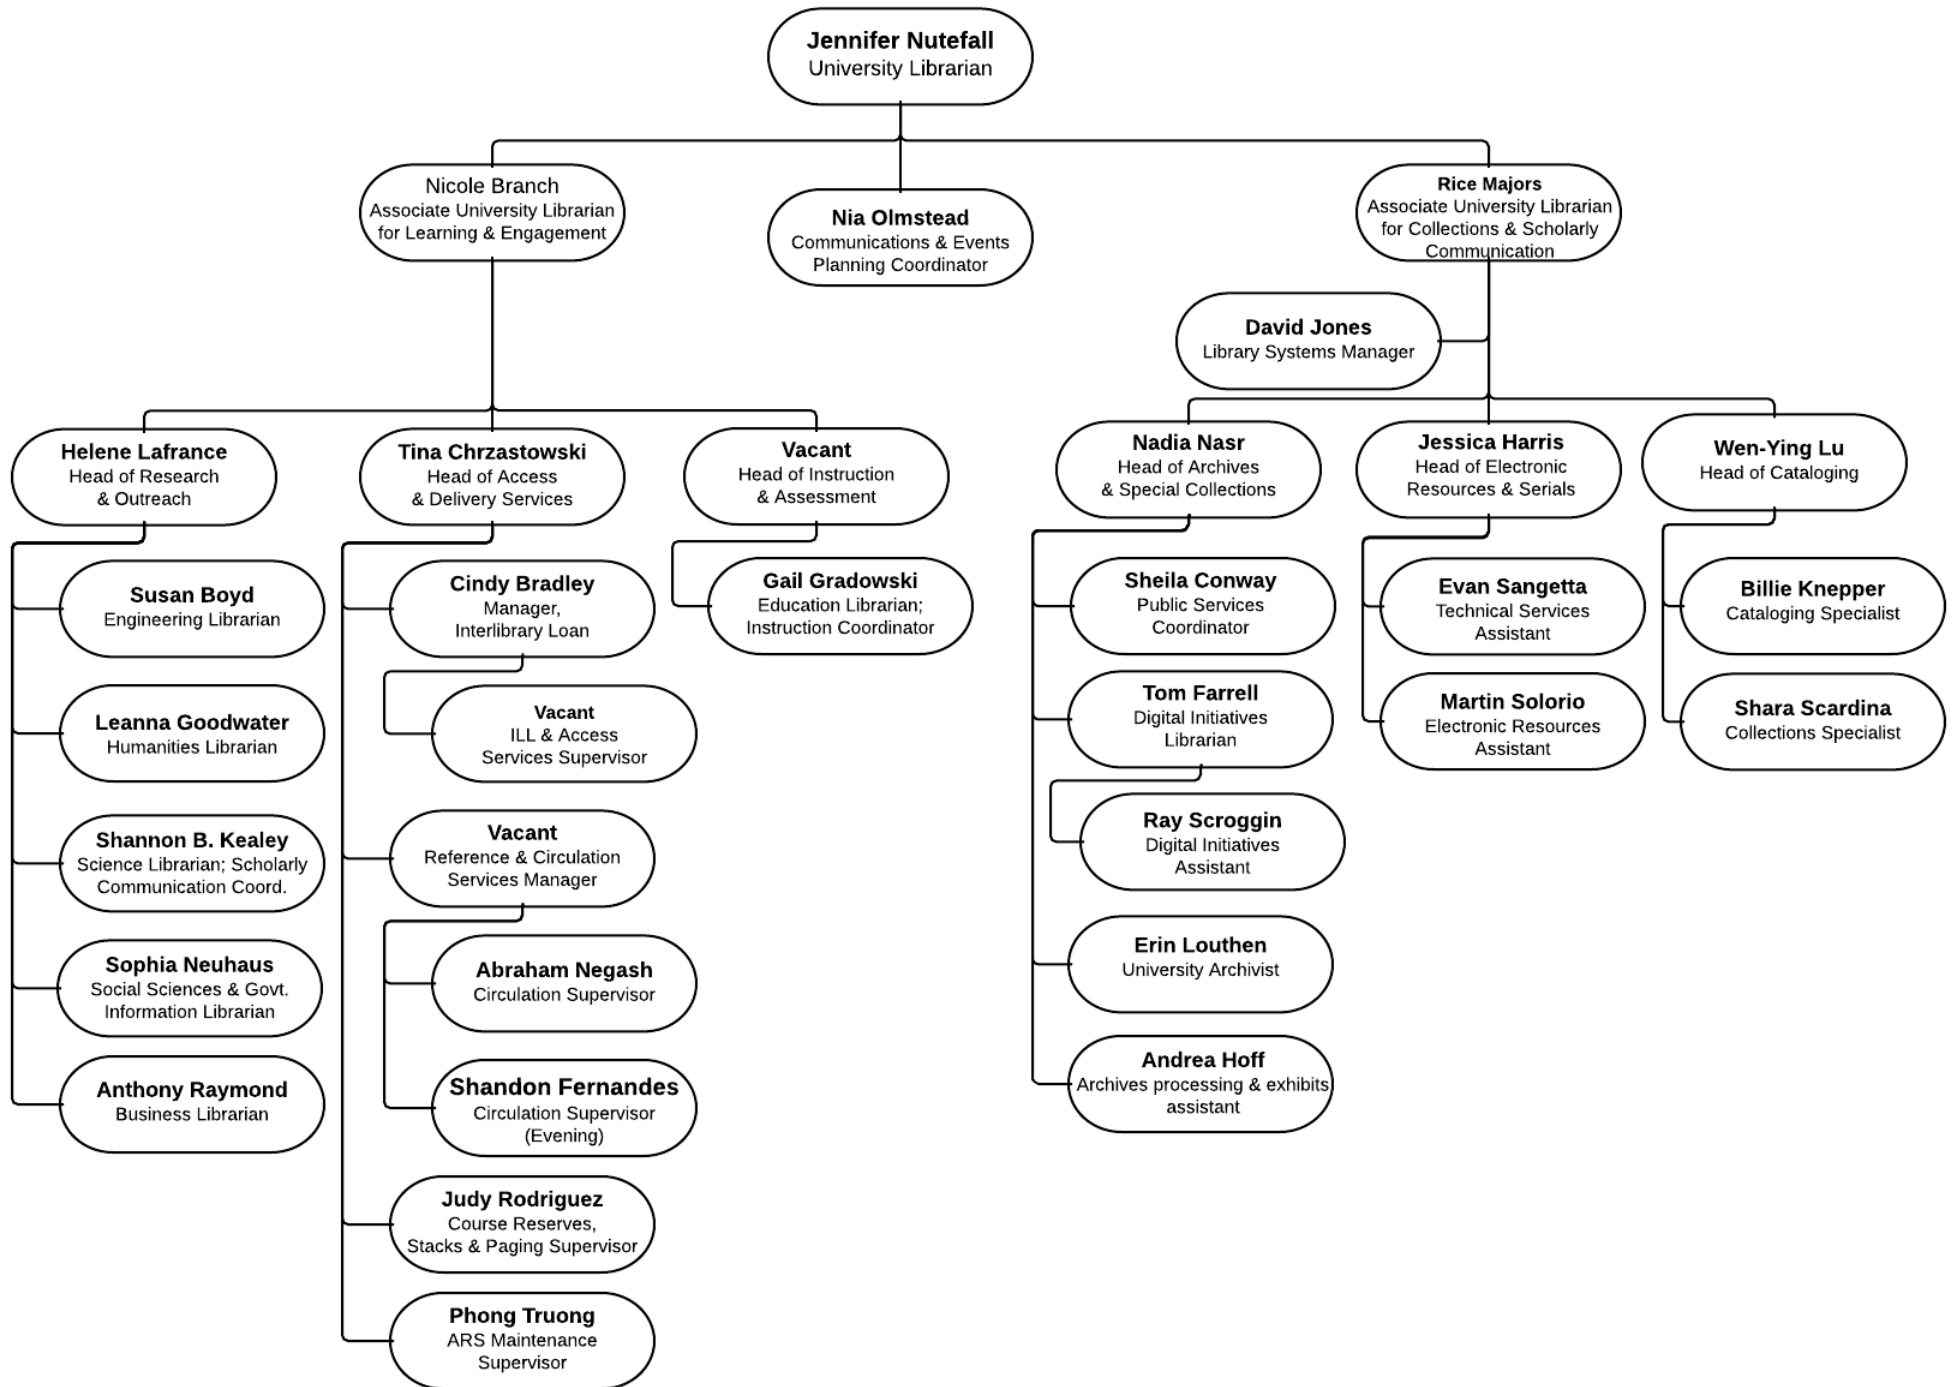 Jennifer Nutefall
University Librarian
Nicole Branch
Associate University Librarian
for Learning & Engagement
Nia Olmstead
Communications & Events
Planning Coordinator
Rice Majors
Associate University Librarian
for Collections & Scholarly
Communication
David Jones
Library Systems Manager
Helene Lafrance
Head of Research
& Outreach
Susan Boyd
Engineering Librarian
Leanna Goodwater
Humanities Librarian
Shannon B. Kealey
Science Librarian; Scholarly
Communication Coord.
Sophia Neuhaus
Social Sciences & Govt.
Information Librarian
Anthony Raymond
Business Librarian
Tina Chrzastowski
Head of Access
& Delivery Services
Cindy Bradley
Manager,
Interlibrary Loan
Vacant
ILL & Access
Services Supervisor
Vacant
Reference & Circulation
Services Manager
Abraham Negash
Circulation Supervisor
Shandon Fernandes
Circulation Supervisor
(Evening)
Judy Rodriguez
Course Reserves,
Stacks & Paging Supervisor
Phong Truong
ARS Maintenance
Supervisor
Vacant
Head of Instruction
& Assessment
Gail Gradowski
Education Librarian;
Instruction Coordinator
Nadia Nasr
Head of Archives
& Special Collections
Sheila Conway
Public Services
Coordinator
Tom Farrell
Digital Initiatives
Librarian
Ray Scroggin
Digital Initiatives
Assistant
Erin Louthen
University Archivist
Andrea Hoff
Archives processing & exhibits
assistant
Jessica Harris
Head of Electronic
Resources & Serials
Evan Sangetta
Technical Services
Assistant
Martin Solorio
Electronic Resources
Assistant
Wen-Ying Lu
Head of Cataloging
Billie Knepper
Cataloging Specialist
Shara Scardina
Collections Specialist